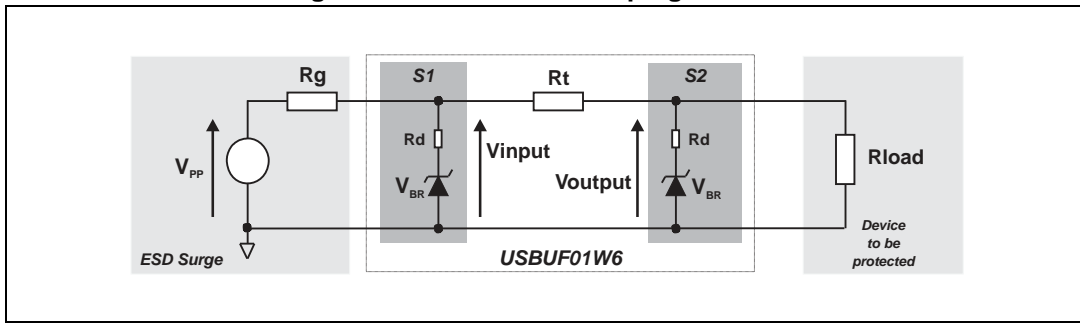 Rg
S1
Rt
S2
Rd
Vinput
Rd
Rload
VPP
VBR
Voutput
VBR
Device
to be
protected
ESD Surge
USBUF01W6